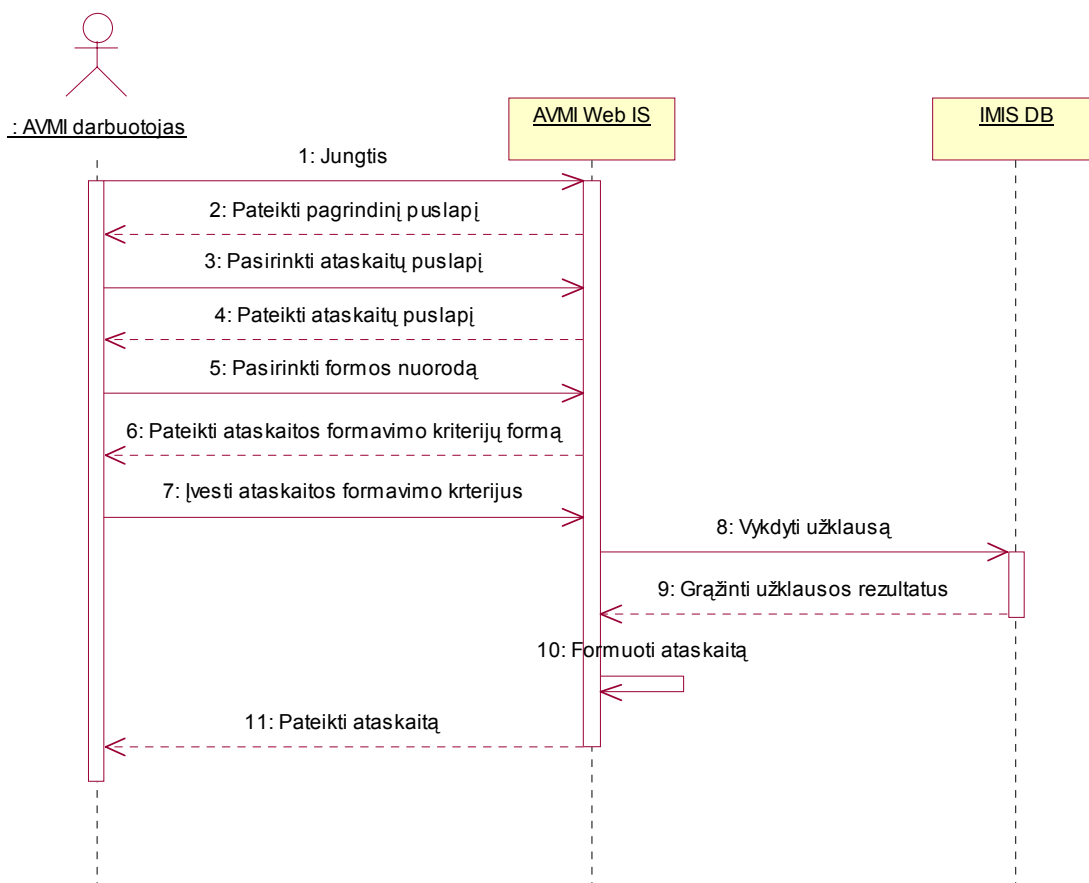 : AVMI darbuotojas
AVMI Web IS
IMIS DB
1: Jungtis
2: Pateikti pagrindinį puslapį
3: Pasirinkti ataskaitų puslapį
4: Pateikti ataskaitų puslapį
5: Pasirinkti formos nuorodą
6: Pateikti ataskaitos formavimo kriterijų formą
7: Įvesti ataskaitos formavimo krterijus
8: Vykdyti užklausą
9: Grąžinti užklausos rezultatus
10: Formuoti ataskaitą
11: Pateikti ataskaitą